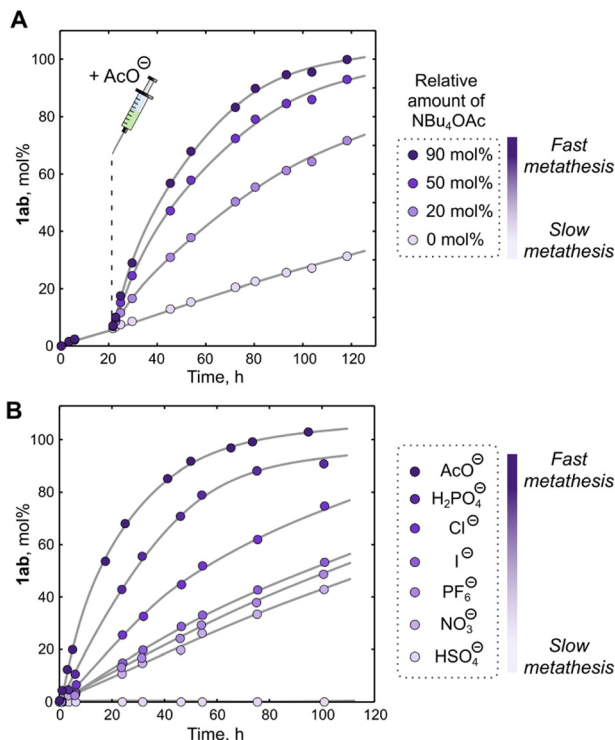 A
+ AcO⊖
1ab, mol%
100
80
60
40
20
0
0 20 40 60 80 100 120
Time, h
Relative
amount of
NBu₄OAc
90 mol%
50 mol%
20 mol%
0 mol%
Fast
metathesis
Slow
metathesis
B
1ab, mol%
100
80
60
40
20
0
0 20 40 60 80 100 120
Time, h
AcO⊖
H₂PO₄⊖
Cl⊖
I⊖
PF₆⊖
NO₃⊖
HSO₄⊖
Fast
metathesis
Slow
metathesis